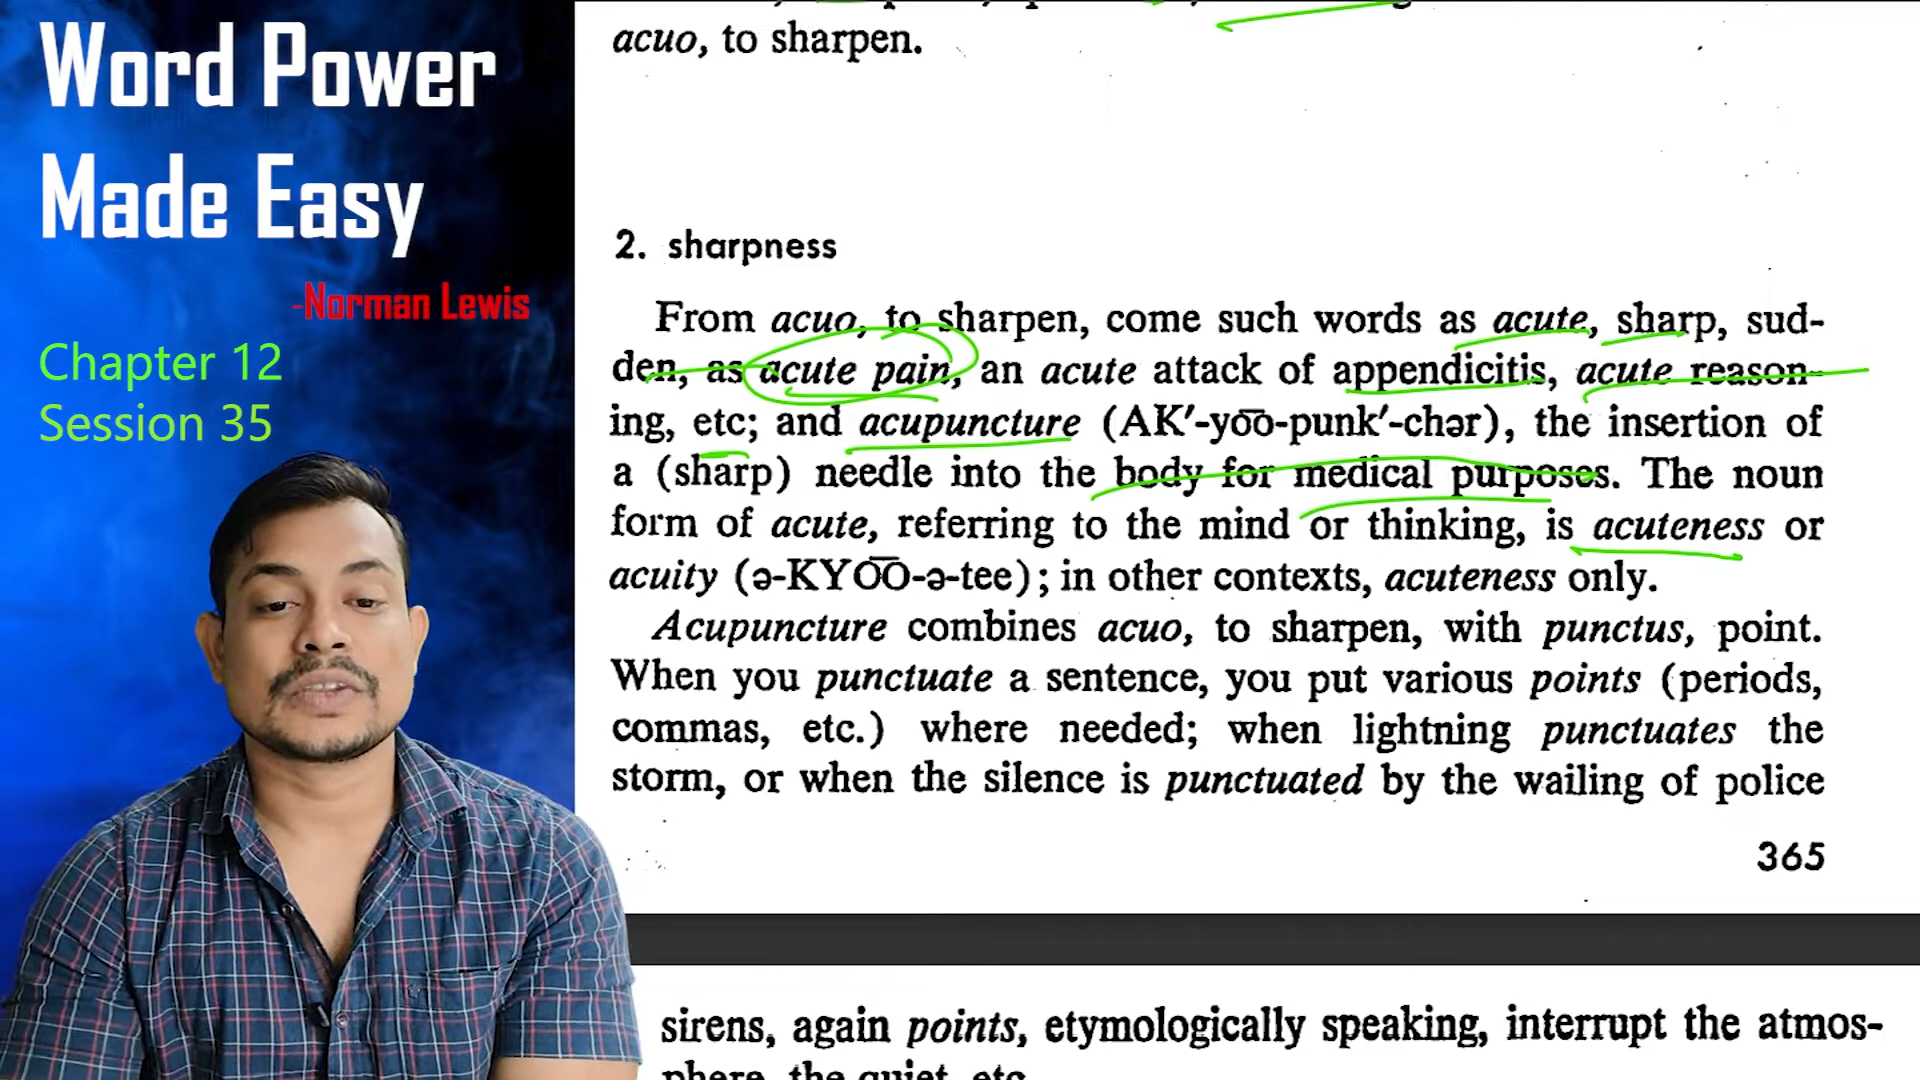 Word Power
Made Easy
-Norman Lewis
Chapter 12
Session 35
acuo, to sharpen.
2. sharpness
From acuo, to sharpen, come such words as acute, sharp, sud-
den, as acute pain, an acute attack of appendicitis, acute reason-
ing, etc; and acupuncture (AK′-yo͞o-punk′-chər), the insertion of
a (sharp) needle into the body for medical purposes. The noun
form of acute, referring to the mind or thinking, is acuteness or
acuity (ə-KYO͞O-ə-tee); in other contexts, acuteness only.
Acupuncture combines acuo, to sharpen, with punctus, point.
When you punctuate a sentence, you put various points (periods,
commas, etc.) where needed; when lightning punctuates the
storm, or when the silence is punctuated by the wailing of police
365
sirens, again points, etymologically speaking, interrupt the atmos-
phere, the quiet, etc.